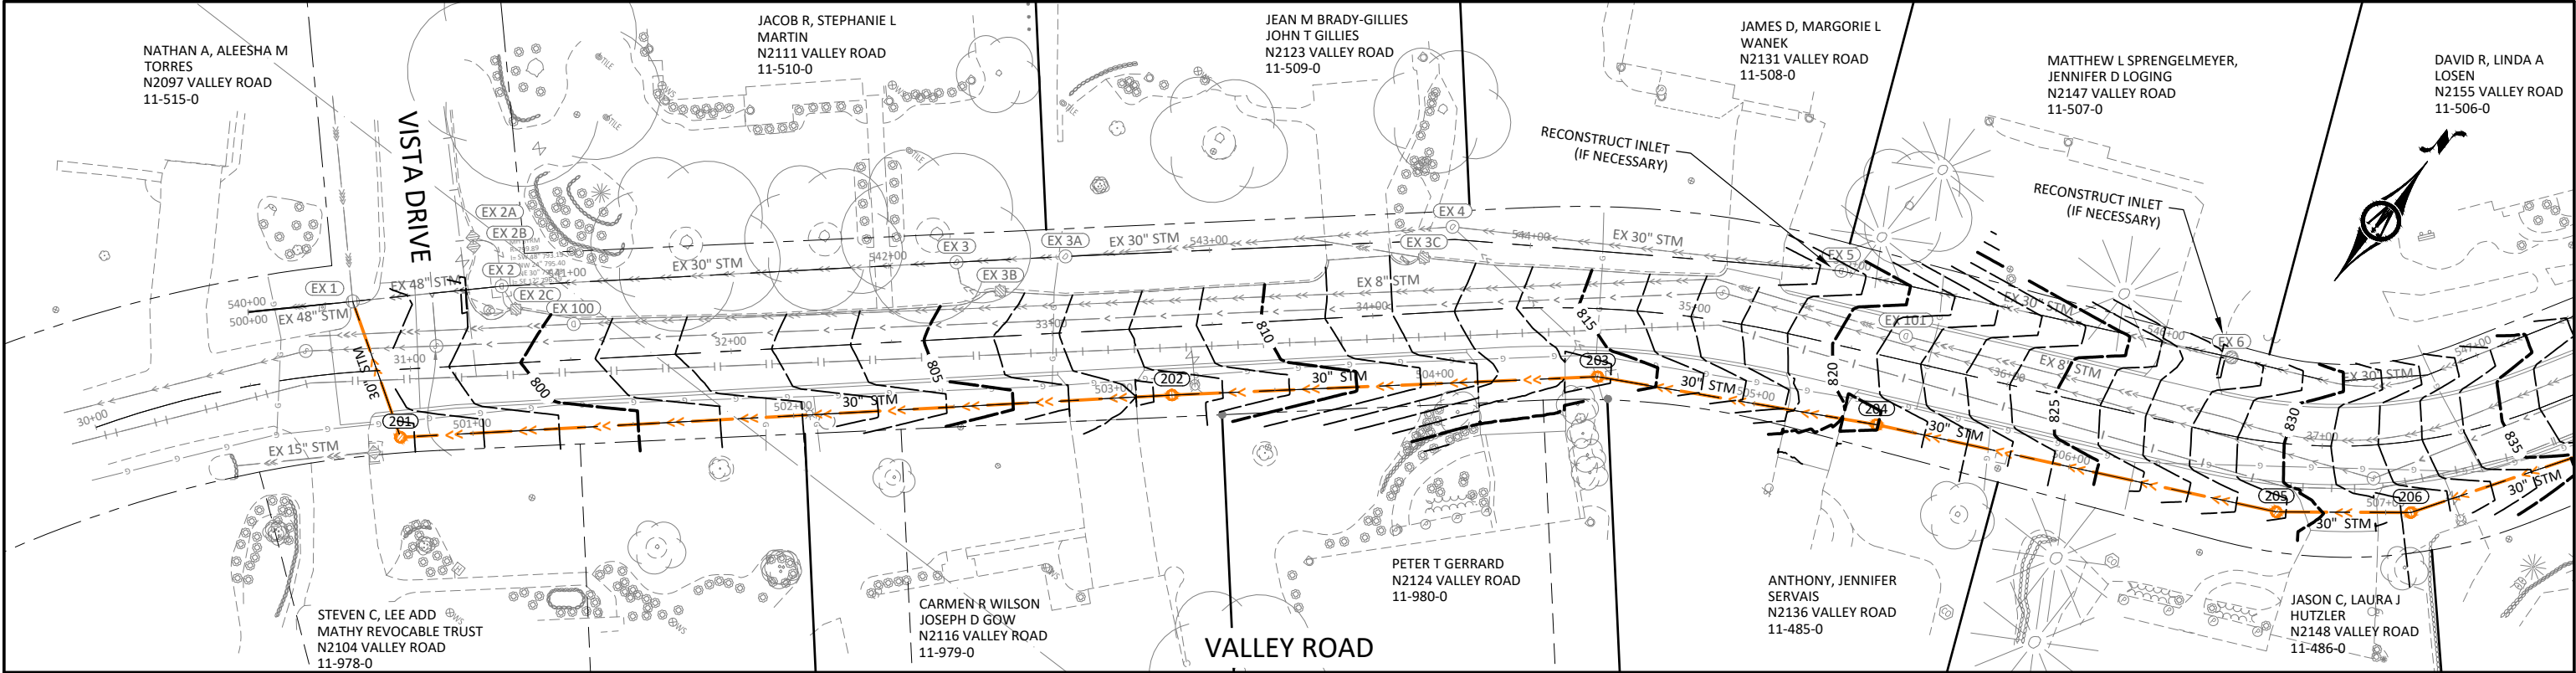 NATHAN A, ALEESHA M
TORRES
N2097 VALLEY ROAD
11-515-0
JACOB R, STEPHANIE L
MARTIN
N2111 VALLEY ROAD
11-510-0
JEAN M BRADY-GILLIES
JOHN T GILLIES
N2123 VALLEY ROAD
11-509-0
JAMES D, MARGORIE L
WANEK
N2131 VALLEY ROAD
11-508-0
MATTHEW L SPRENGELMEYER,
JENNIFER D LOGING
N2147 VALLEY ROAD
11-507-0
DAVID R, LINDA A
LOSEN
N2155 VALLEY ROAD
11-506-0
VISTA DRIVE
TILE
TILE
TILE
TILE
WS
WS
WS
RECONSTRUCT INLET
(IF NECESSARY)
RECONSTRUCT INLET
(IF NECESSARY)
N
EX 2A
EX 2B
EX 2
EX 2C
EX 100
EX 1
EX 3
EX 3A
EX 3B
EX 3C
EX 4
EX 5
EX 101
EX 6
540+00
500+00
EX 48" STM
EX 48" STM
EX 30" STM
542+00
EX 30" STM
543+00
544+00
EX 30" STM
EX 30" STM
546+00
EX 30" STM
547+00
EX 8" STM
EX 8" STM
30+00
31+00
32+00
33+00
34+00
35+00
36+00
37+00
800
805
810
815
820
825
830
835
30" STM
201
501+00
30" STM
502+00
503+00
202
30" STM
504+00
203
30" STM
505+00
204
30" STM
506+00
205
507+00
206
30" STM
30" STM
EX 15" STM
STEVEN C, LEE ADD
MATHY REVOCABLE TRUST
N2104 VALLEY ROAD
11-978-0
WS
WS
CARMEN R WILSON
JOSEPH D GOW
N2116 VALLEY ROAD
11-979-0
WS
VALLEY ROAD
PETER T GERRARD
N2124 VALLEY ROAD
11-980-0
ANTHONY, JENNIFER
SERVAIS
N2136 VALLEY ROAD
11-485-0
JASON C, LAURA J
HUTZLER
N2148 VALLEY ROAD
11-486-0